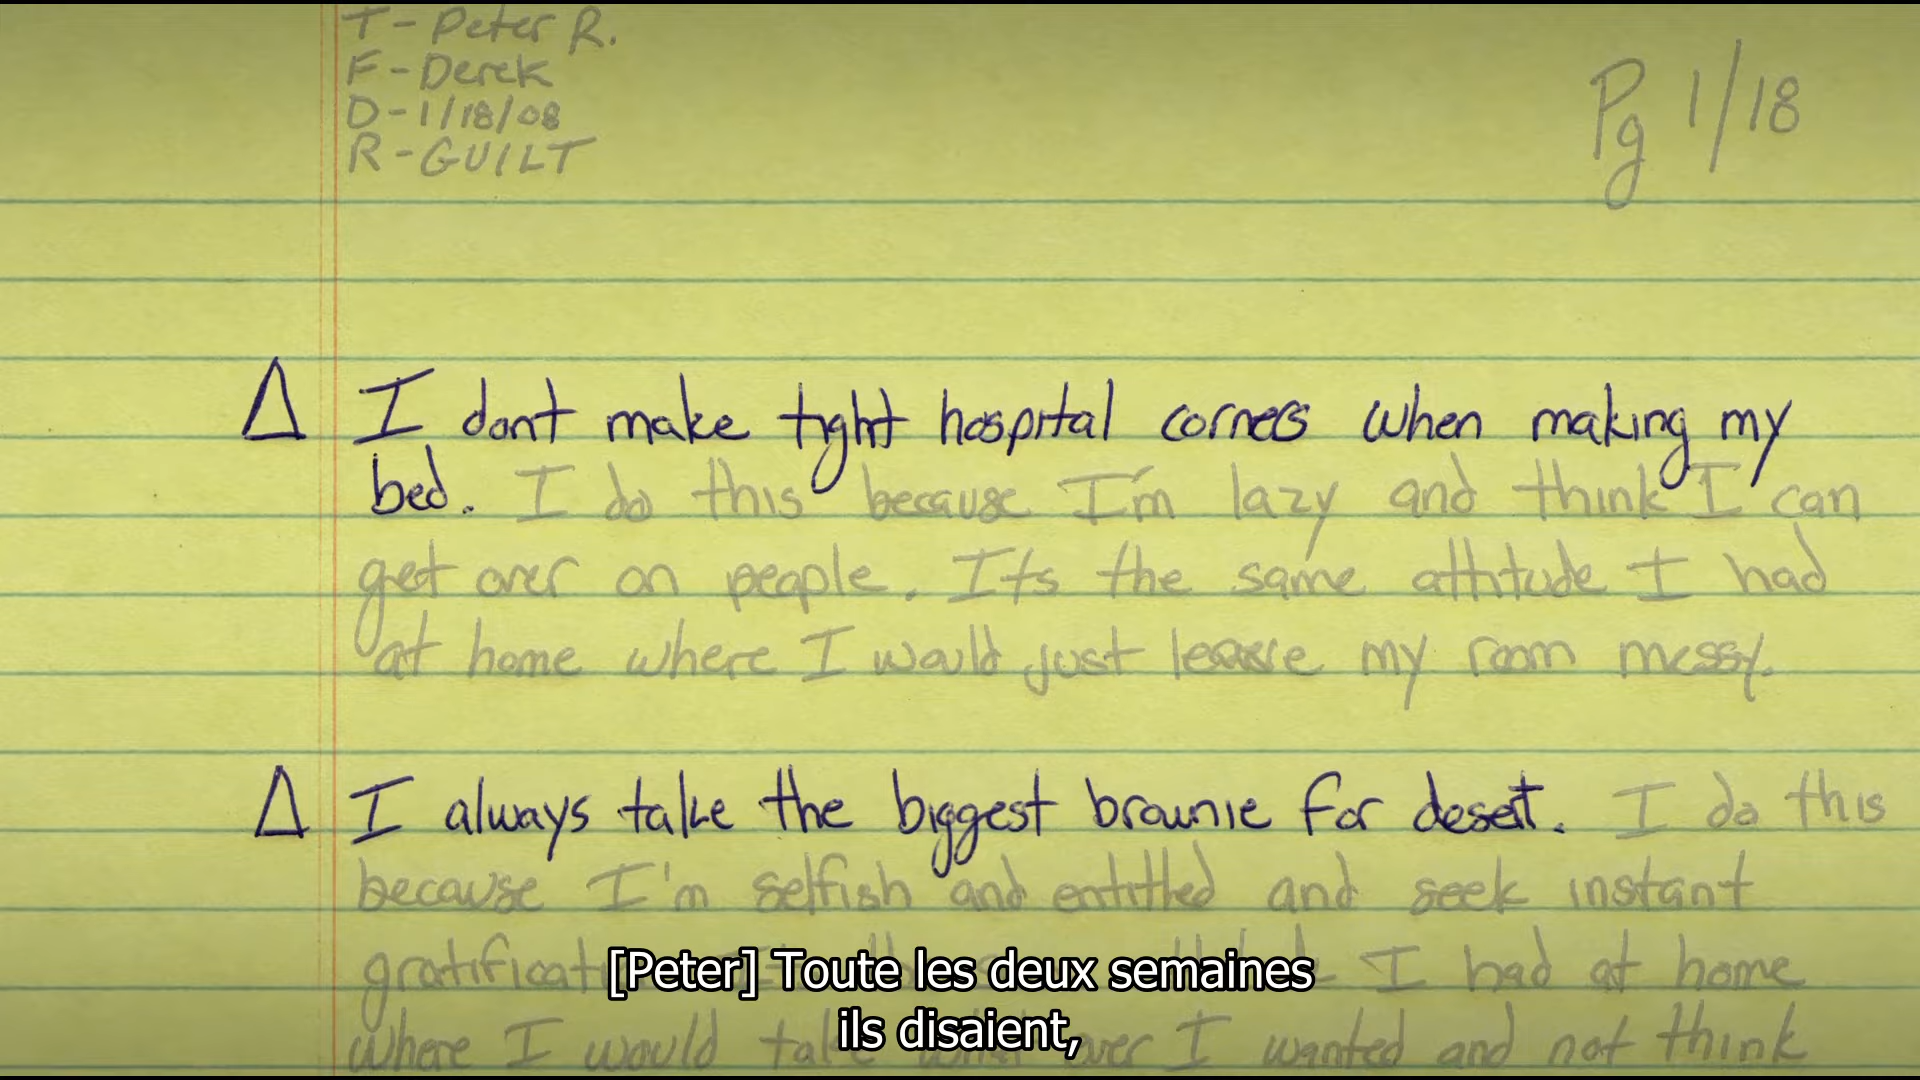 T - Peter R.
F - Derek
D - 1/18/08
R - GUILT
Pg 1/18
Δ I dont make tight hospital corners when making my
bed. I do this because I'm lazy and think I can
get over on people. Its the same attitude I had
at home where I would just leave my room messy.
Δ I always take the biggest brownie for desert. I do this
because I'm selfish and entitled and seek instant
I had at home
where I would I wanted and not think
[Peter] Toute les deux semaines
ils disaient,